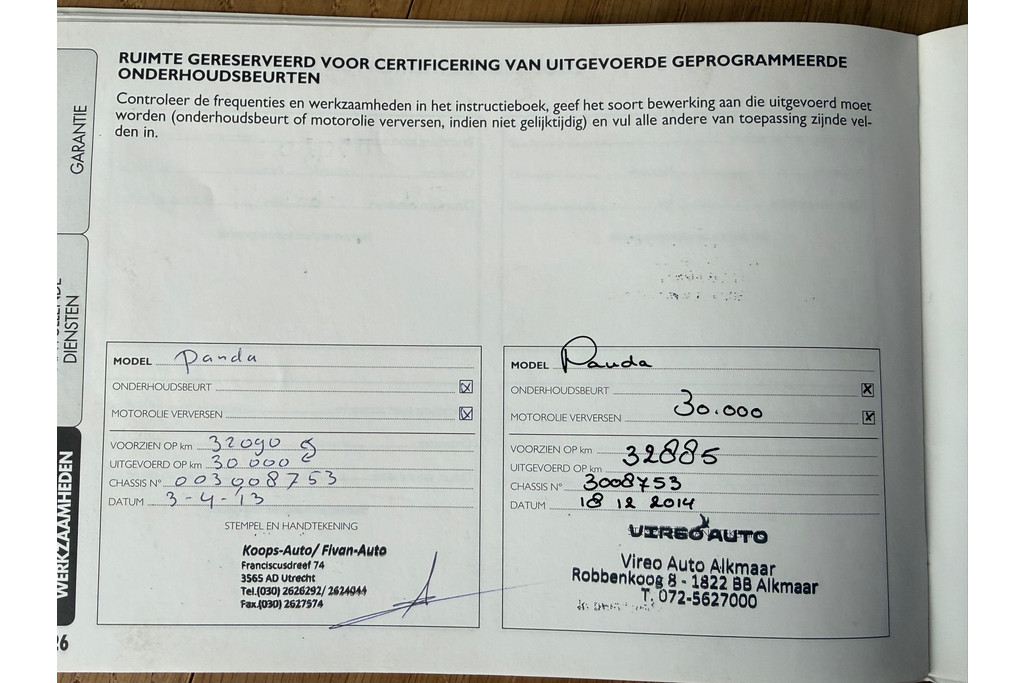 RUIMTE GERESERVEERD VOOR CERTIFICERING VAN UITGEVOERDE GEPROGRAMMEERDE
ONDERHOUDSBEURTEN
Controleer de frequenties en werkzaamheden in het instructieboek, geef het soort bewerking aan die uitgevoerd moet
worden (onderhoudsbeurt of motorolie verversen, indien niet gelijktijdig) en vul alle andere van toepassing zijnde vel-
den in.
GARANTIE
DIENSTEN
WERKZAAMHEDEN
MODEL Panda
ONDERHOUDSBEURT
MOTOROLIE VERVERSEN
VOORZIEN OP km 32090
UITGEVOERD OP km 30 000
CHASSIS N° 003008753
DATUM 3-4-'13
STEMPEL EN HANDTEKENING
Koops-Auto/ Fivan-Auto
Franciscusdreef 74
3565 AD Utrecht
Tel.(030) 2626292/ 2624944
Fax.(030) 2627574
MODEL Panda
ONDERHOUDSBEURT
MOTOROLIE VERVERSEN 30.000
VOORZIEN OP km 32885
UITGEVOERD OP km
CHASSIS N° 3008753
DATUM 18 12 2014
VIREO AUTO
Vireo Auto Alkmaar
Robbenkoog 8 - 1822 BB Alkmaar
T. 072-5627000
26